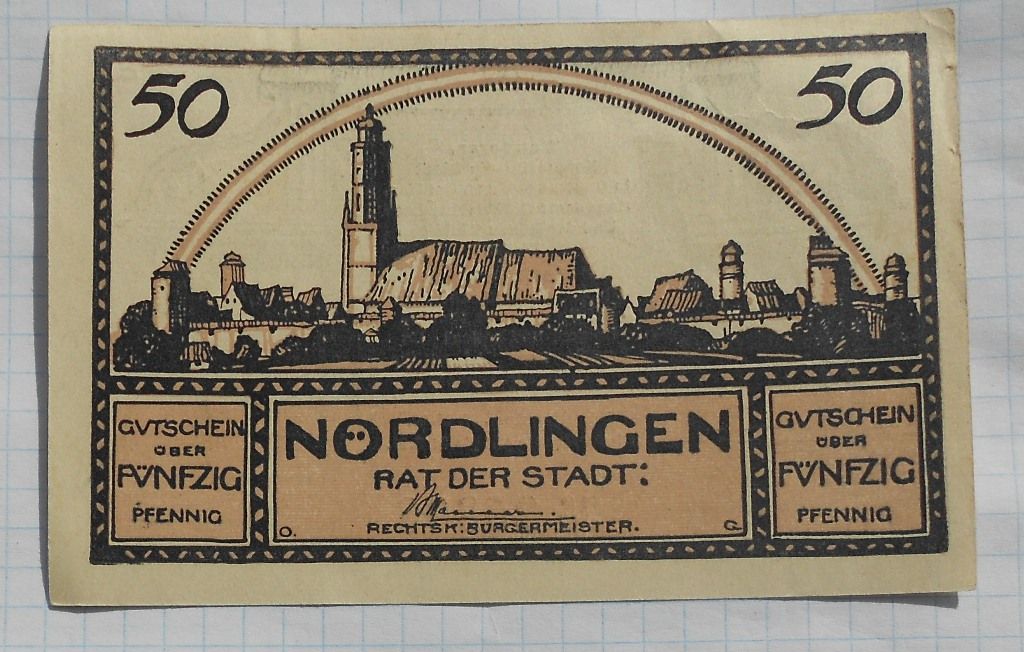 50
50
GVTSCHEIN
ÜBER
FÜNFZIG
PFENNIG
NÖRDLINGEN
RAT DER STADT:
RECHTSK: BÜRGERMEISTER.
O.
G.
GVTSCHEIN
ÜBER
FÜNFZIG
PFENNIG